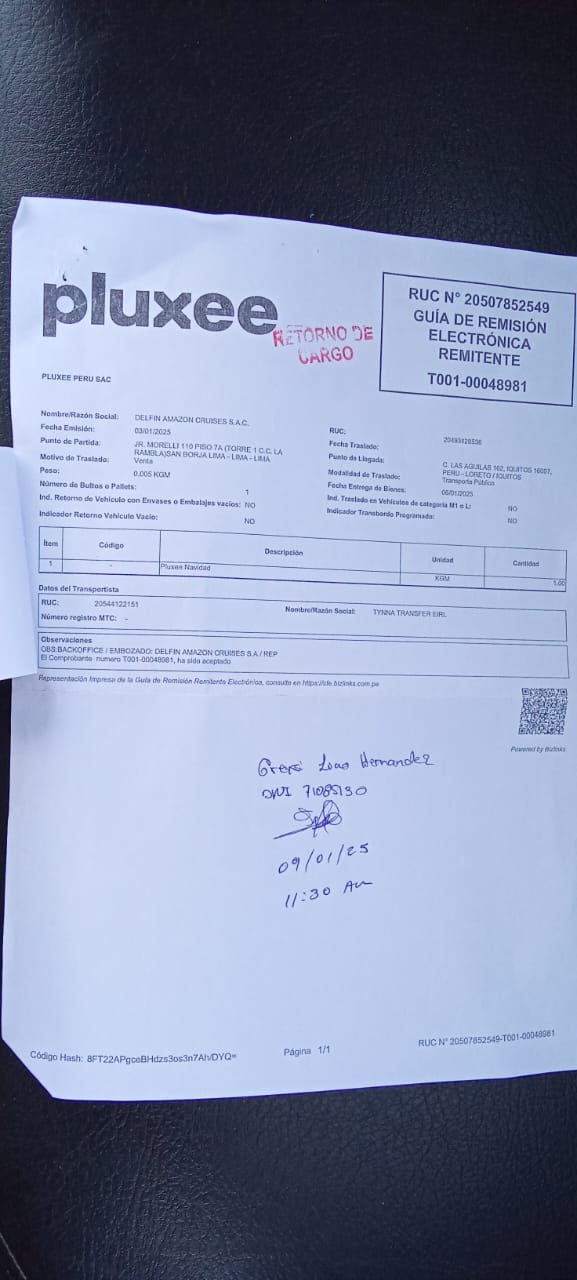 pluxee
RETORNO DE
CARGO
RUC N° 20507852549
GUÍA DE REMISIÓN
ELECTRÓNICA
REMITENTE
T001-00048981
PLUXEE PERU SAC
Nombre/Razón Social: DELFIN AMAZON CRUISES S.A.C.
Fecha Emisión: 03/01/2025
Punto de Partida: JR. MORELLI 110 PISO 7A (TORRE 1 C.C. LA
RAMBLA)SAN BORJA LIMA - LIMA - LIMA
Motivo de Traslado: Venta
Peso: 0.005 KGM
Número de Bultos o Pallets: 1
Ind. Retorno de Vehículo con Envases o Embalajes vacíos: NO
Indicador Retorno Vehículo Vacío: NO
RUC:
Fecha Traslado:
Punto de Llegada: C. LAS AGUILAS 162, IQUITOS 16007,
PERU - LORETO / IQUITOS
Modalidad de Traslado: Transporte Público
Fecha Entrega de Bienes: 06/01/2025
Ind. Traslado en Vehículos de categoría M1 o L: NO
Indicador Transbordo Programado: NO
Ítem Código Descripción Unidad Cantidad
1 - Pluxee Navidad KGM 1.00
Datos del Transportista
RUC: 20544122151 Nombre/Razón Social: TYNNA TRANSFER EIRL
Número registro MTC: -
Observaciones
OBS:BACKOFFICE / EMBOZADO: DELFIN AMAZON CRUISES S.A / REP
El Comprobante numero T001-00048981, ha sido aceptado
Representación Impresa de la Guía de Remisión Remitente Electrónica, consulte en https://cfe.bizlinks.com.pe
Powered by Bizlinks
Hernandez
DNI 71085130
09/01/25
11:30 Am
Código Hash: 8FT22APgceBHdzs3os3n7Ah/DYQ=
Página 1/1
RUC N° 20507852549-T001-00048981